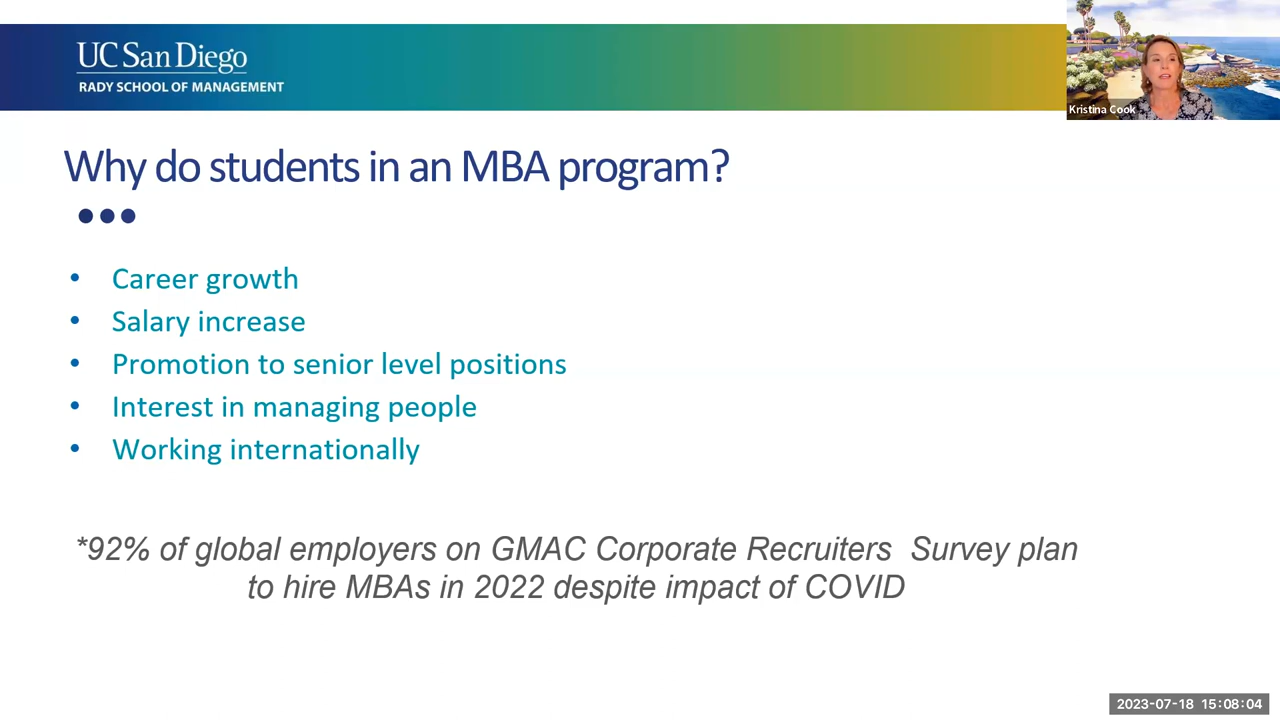 UC San Diego
RADY SCHOOL OF MANAGEMENT
Kristina Cook
Why do students in an MBA program?
• Career growth
• Salary increase
• Promotion to senior level positions
• Interest in managing people
• Working internationally
*92% of global employers on GMAC Corporate Recruiters Survey plan
to hire MBAs in 2022 despite impact of COVID
2023-07-18 15:08:04